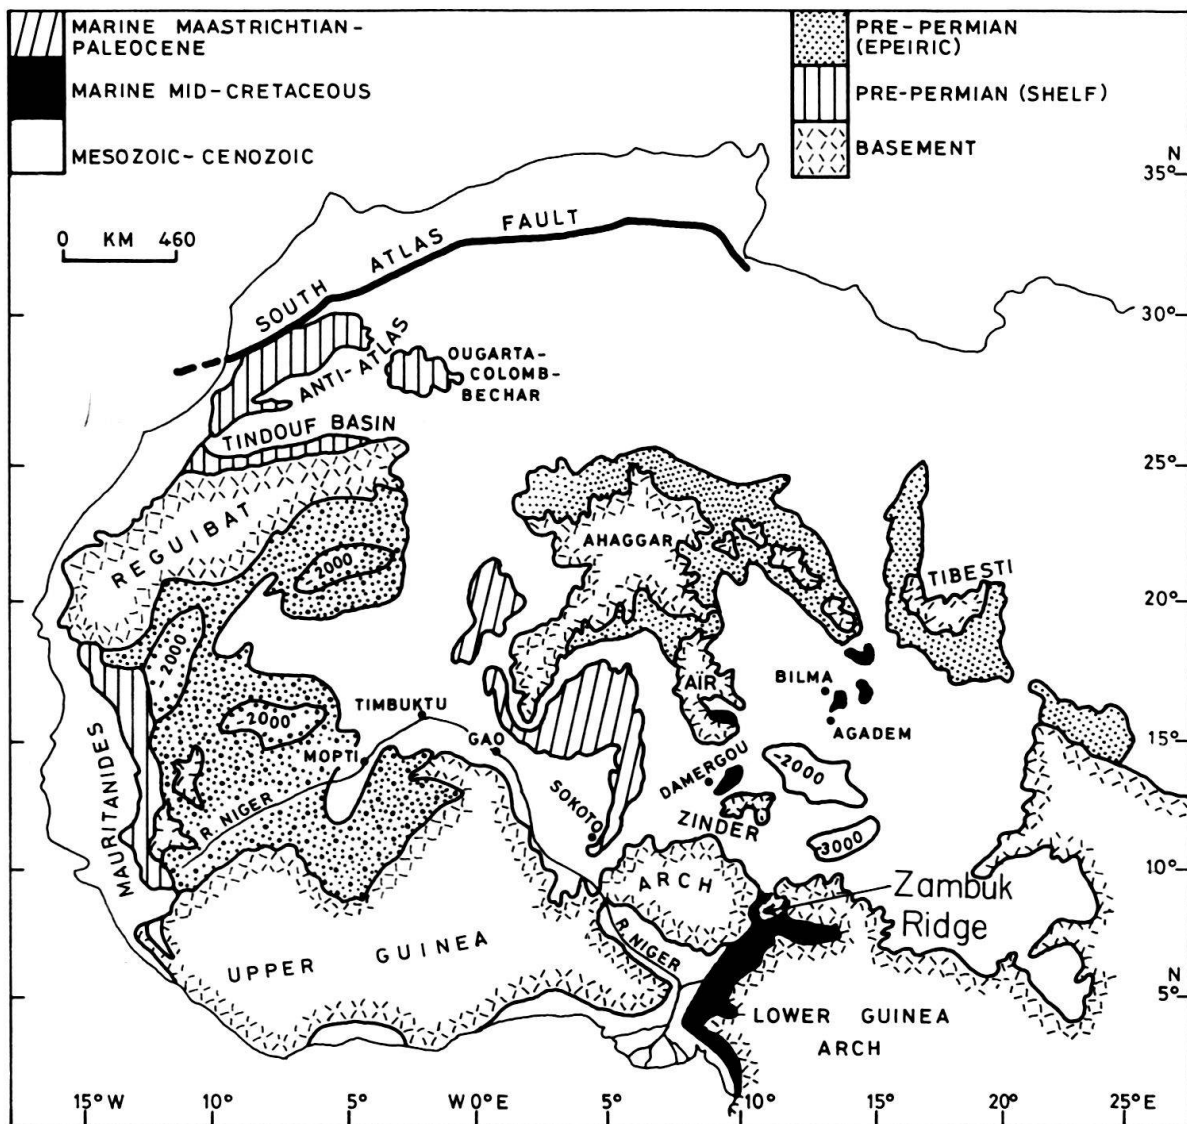 MARINE MAASTRICHTIAN-
PALEOCENE
MARINE MID-CRETACEOUS
MESOZOIC-CENOZOIC
PRE-PERMIAN
(EPEIRIC)
PRE-PERMIAN (SHELF)
BASEMENT
N
35°
0 KM 460
SOUTH ATLAS FAULT
30°
ANTI-ATLAS
OUGARTA-
COLOMB-
BECHAR
TINDOUF BASIN
25°
REGUIBAT
AHAGGAR
-2000
TIBESTI
20°
-2000
AÏR
BILMA
TIMBUKTU
2000
AGADEM
GAO
15°
MOPTI
DAMERGOU
-2000
MAURITANIDES
R. NIGER
SOKOTO
ZINDER
3000
10°
ARCH
Zambuk
Ridge
R. NIGER
UPPER GUINEA
N
5°
LOWER GUINEA
ARCH
15°W 10° 5° W0°E 5° 10° 15° 20° 25°E